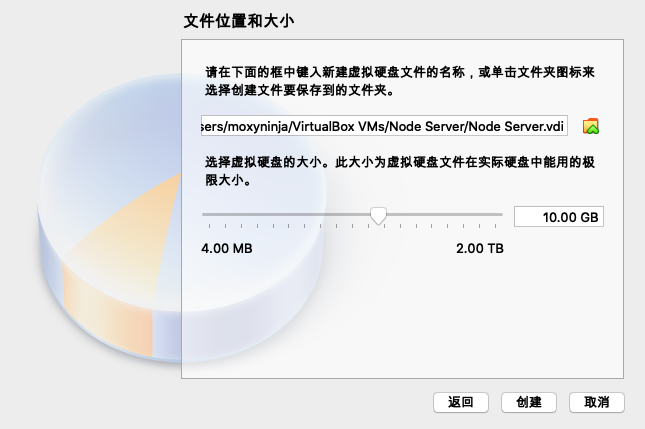 文件位置和大小
请在下面的框中键入新建虚拟硬盘文件的名称，或单击文件夹图标来
选择创建文件要保存到的文件夹。
sers/moxyninja/VirtualBox VMs/Node Server/Node Server.vdi
选择虚拟硬盘的大小。此大小为虚拟硬盘文件在实际硬盘中能用的极
限大小。
10.00 GB
4.00 MB 2.00 TB
返回 创建 取消